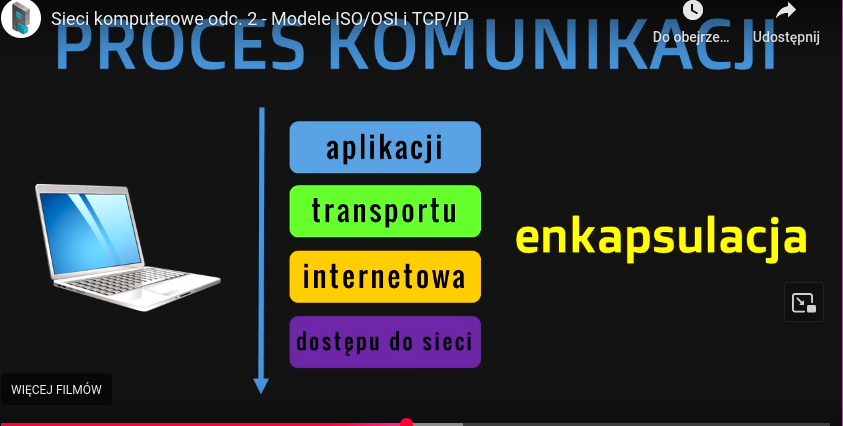 Sieci komputerowe odc. 2 - Modele ISO/OSI i TCP/IP
Do obejrze...
Udostępnij
PROCES KOMUNIKACJI
aplikacji
transportu
internetowa
dostępu do sieci
enkapsulacja
WIĘCEJ FILMÓW